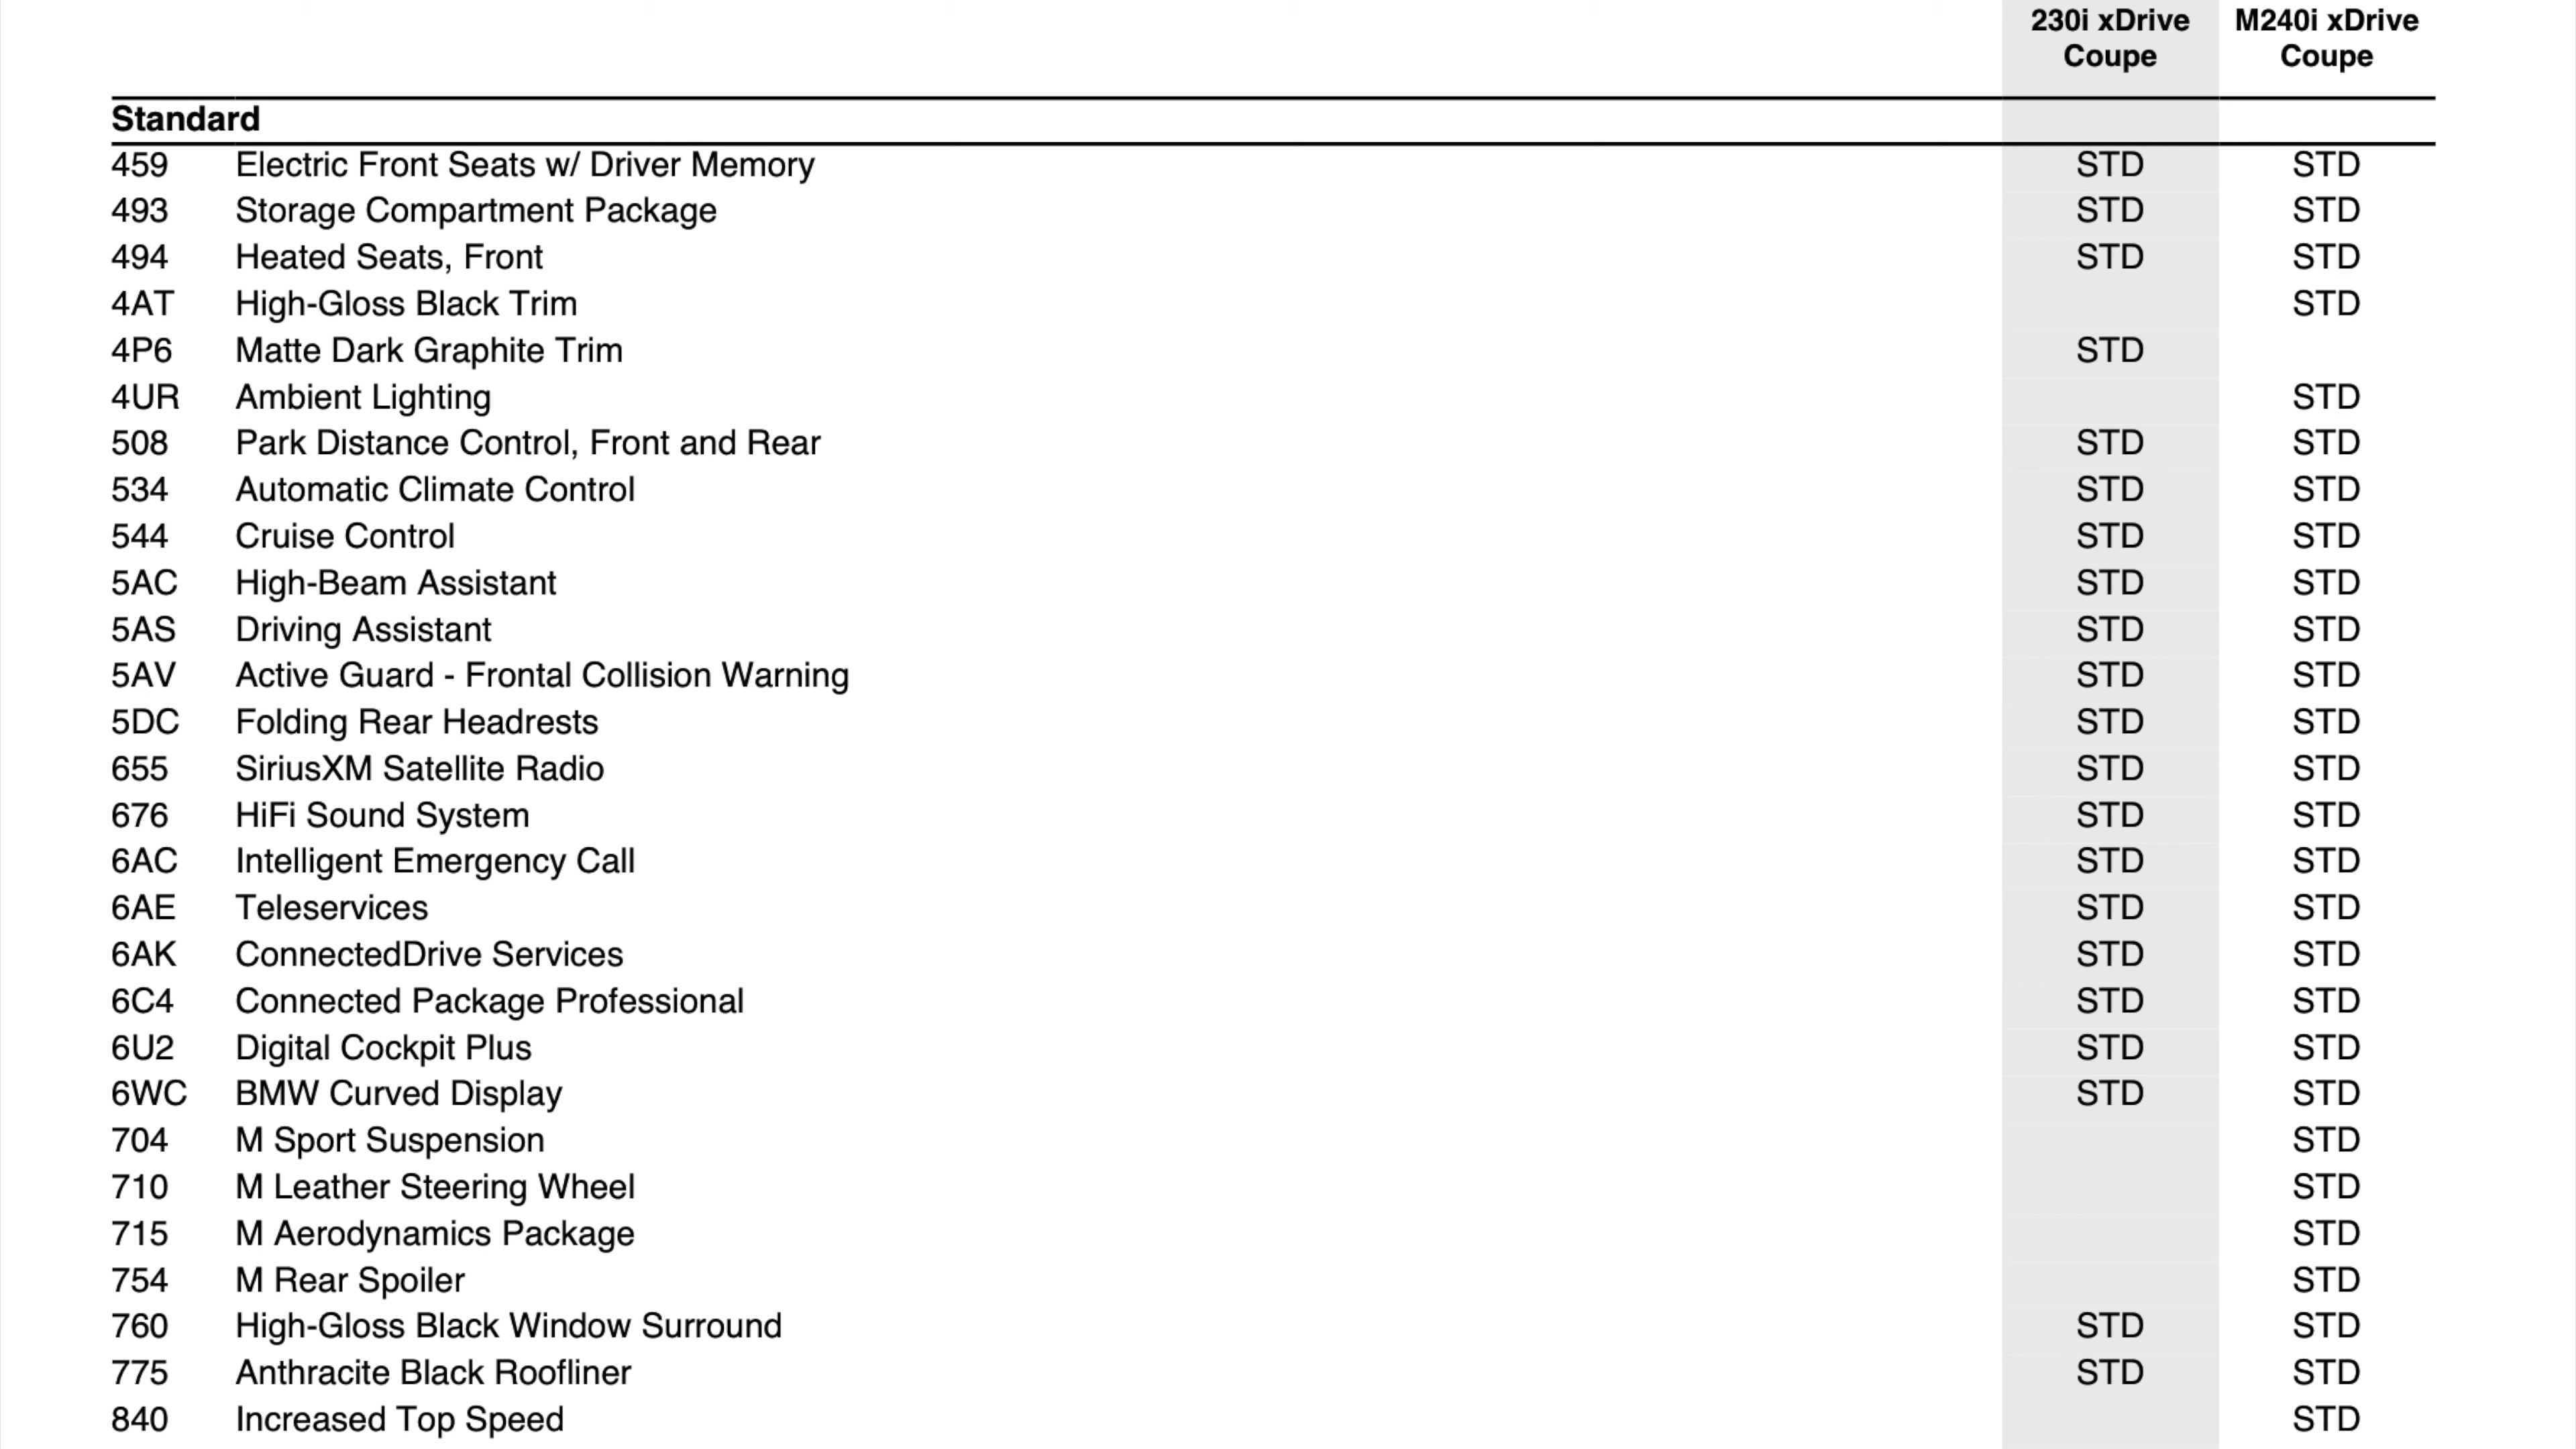 230i xDrive Coupe M240i xDrive Coupe
Standard
459 Electric Front Seats w/ Driver Memory STD STD
493 Storage Compartment Package STD STD
494 Heated Seats, Front STD STD
4AT High-Gloss Black Trim STD
4P6 Matte Dark Graphite Trim STD
4UR Ambient Lighting STD
508 Park Distance Control, Front and Rear STD STD
534 Automatic Climate Control STD STD
544 Cruise Control STD STD
5AC High-Beam Assistant STD STD
5AS Driving Assistant STD STD
5AV Active Guard - Frontal Collision Warning STD STD
5DC Folding Rear Headrests STD STD
655 SiriusXM Satellite Radio STD STD
676 HiFi Sound System STD STD
6AC Intelligent Emergency Call STD STD
6AE Teleservices STD STD
6AK ConnectedDrive Services STD STD
6C4 Connected Package Professional STD STD
6U2 Digital Cockpit Plus STD STD
6WC BMW Curved Display STD STD
704 M Sport Suspension STD
710 M Leather Steering Wheel STD
715 M Aerodynamics Package STD
754 M Rear Spoiler STD
760 High-Gloss Black Window Surround STD STD
775 Anthracite Black Roofliner STD STD
840 Increased Top Speed STD